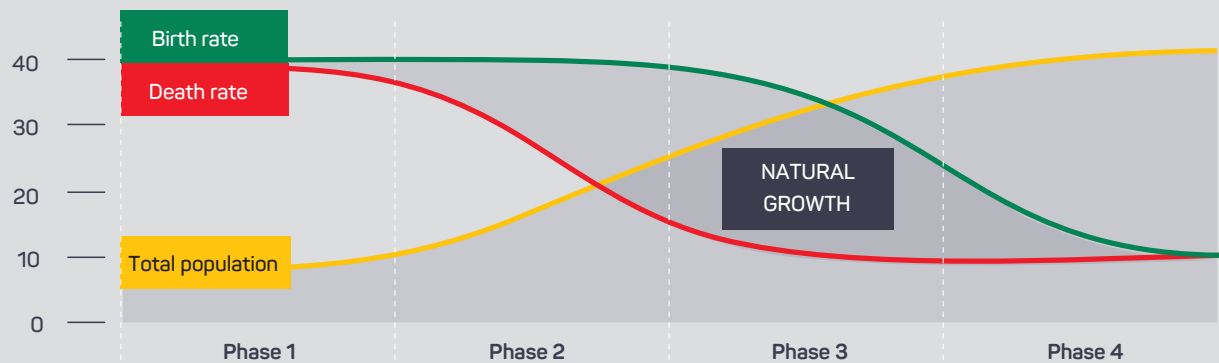 Birth rate
40
Death rate
30
NATURAL
GROWTH
20
Total population
10
0
Phase 1
Phase 2
Phase 3
Phase 4